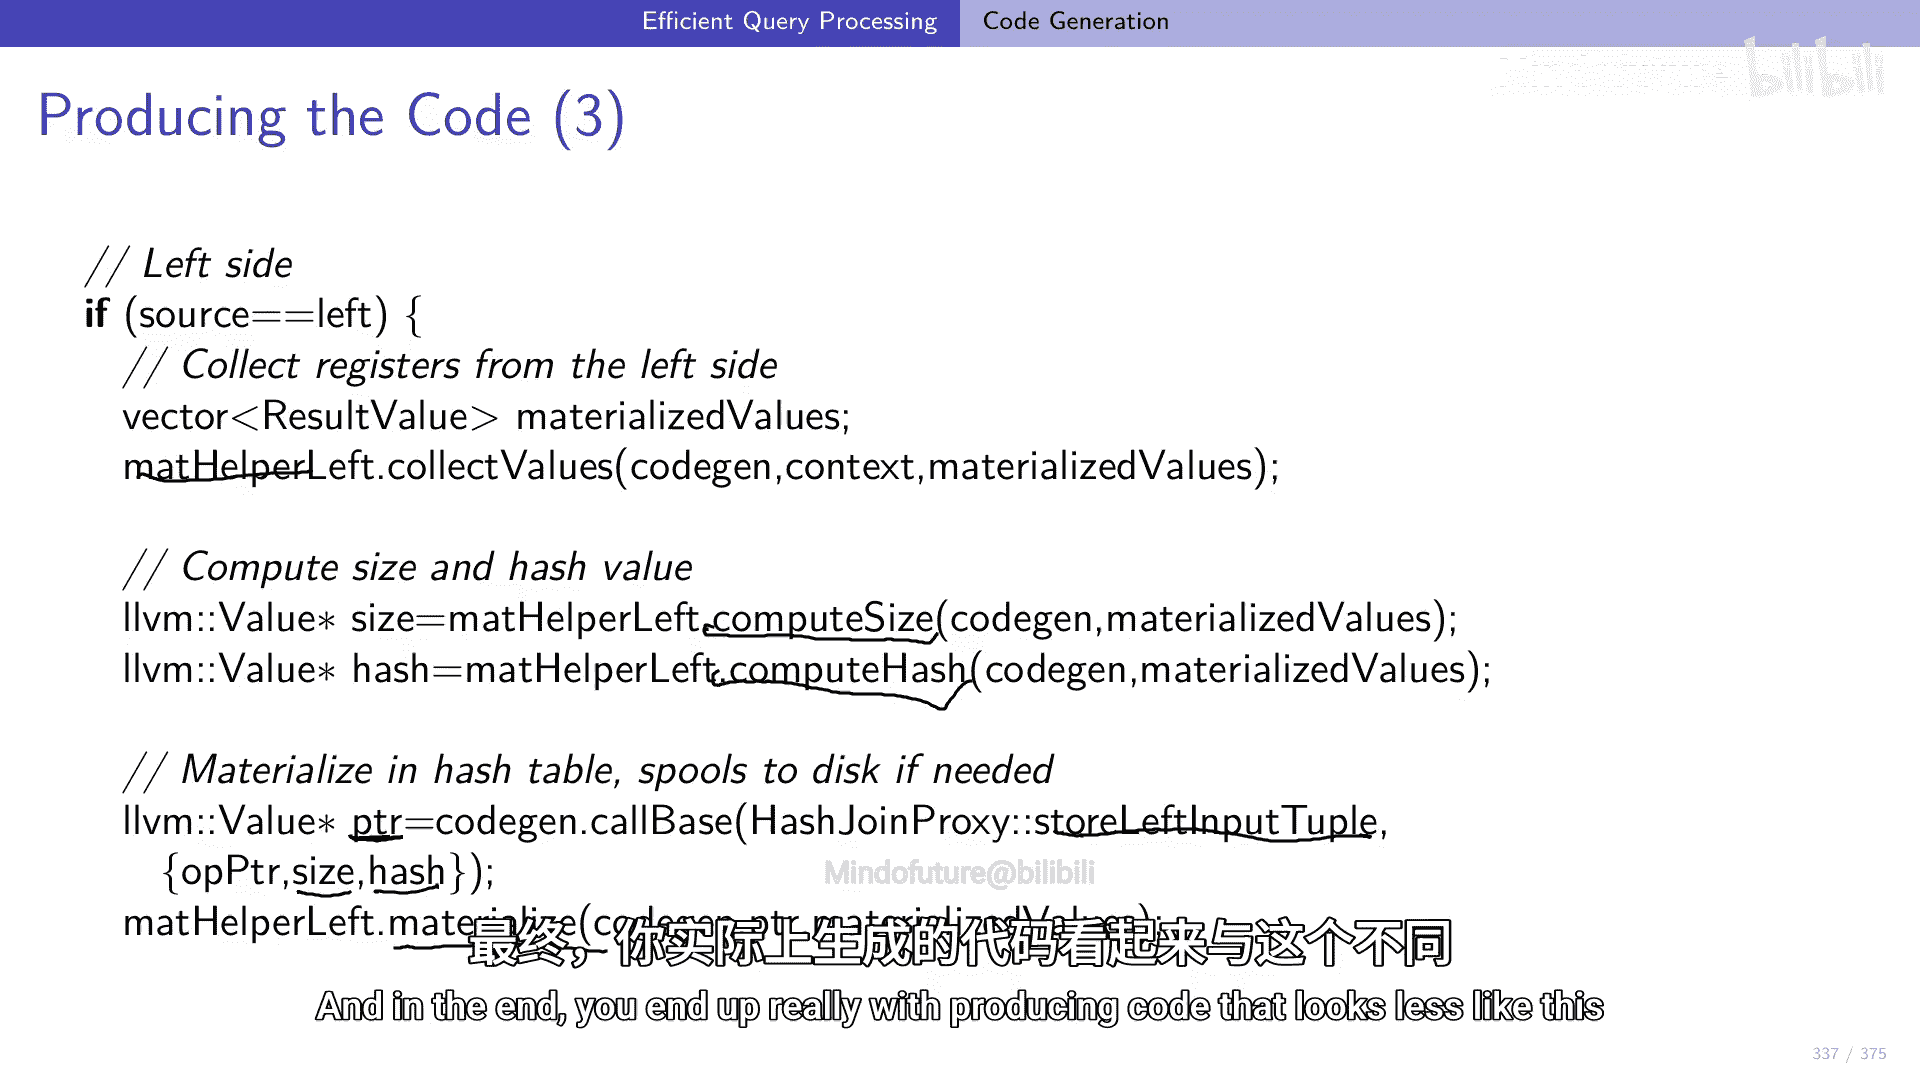 Efficient Query Processing Code Generation
bilibili
Producing the Code (3)
// Left side
if (source==left) {
// Collect registers from the left side
vector<ResultValue> materializedValues;
matHelperLeft.collectValues(codegen,context,materializedValues);
// Compute size and hash value
llvm::Value* size=matHelperLeft.computeSize(codegen,materializedValues);
llvm::Value* hash=matHelperLeft.computeHash(codegen,materializedValues);
// Materialize in hash table, spools to disk if needed
llvm::Value* ptr=codegen.callBase(HashJoinProxy::storeLeftInputTuple,
{opPtr,size,hash});
Mindofuture@bilibili
matHelperLeft.materialize(codegen,ptr,materializedValues);
最终，你实际上生成的代码看起来与这个不同
And in the end, you end up really with producing code that looks less like this
337 / 375